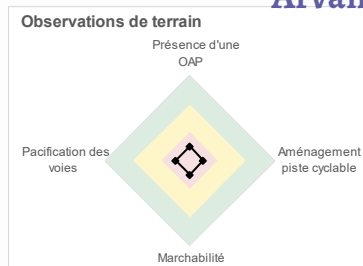 Observations de terrain
Présence d'une
OAP
Pacification des
voies
Aménagement
piste cyclable
Marchabilité